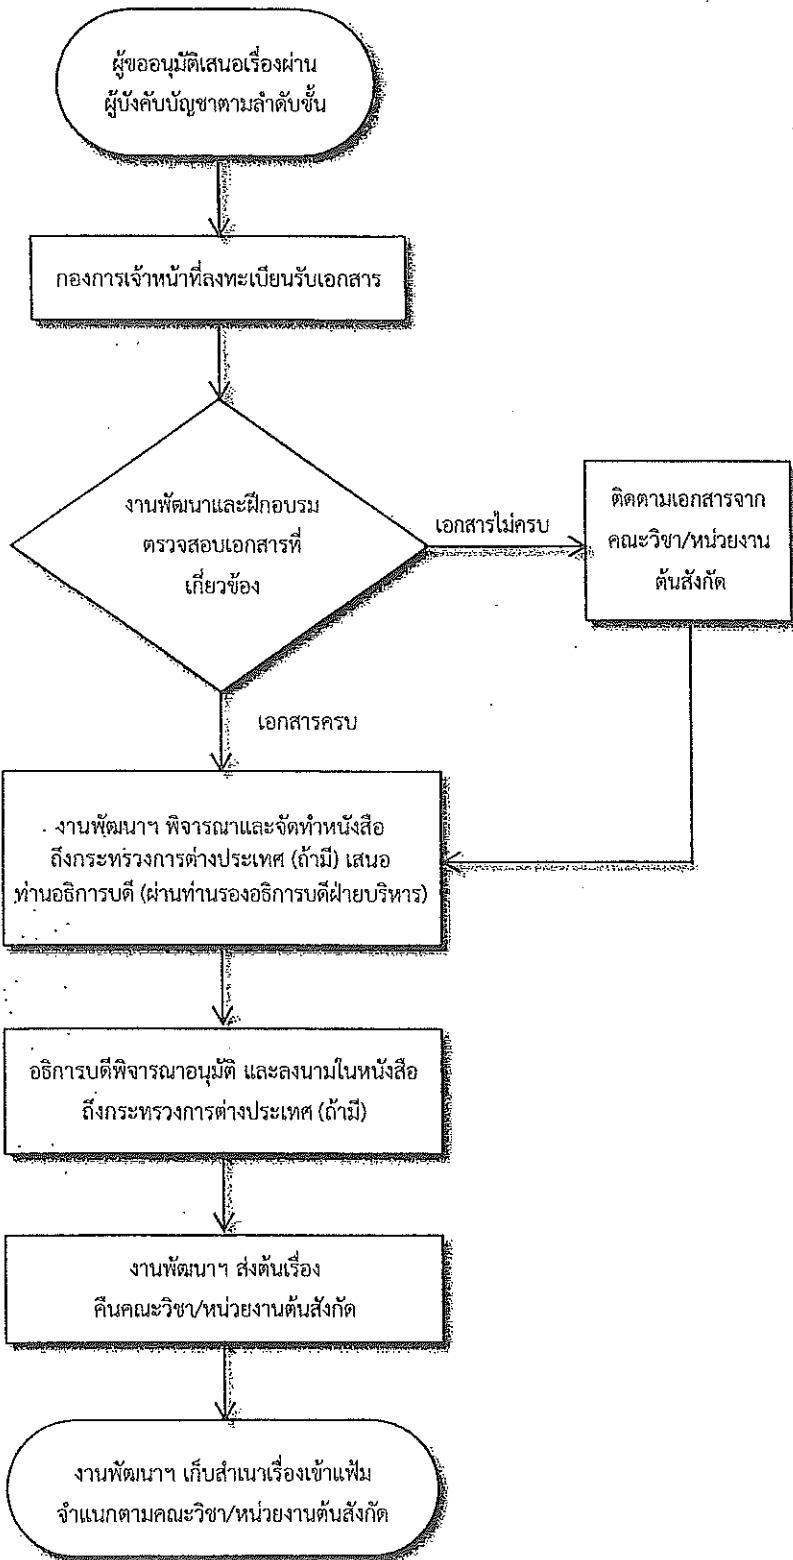 ผู้ขออนุมัติเสนอเรื่องผ่าน
ผู้บังคับบัญชาตามลำดับชั้น
กองการเจ้าหน้าที่ลงทะเบียนรับเอกสาร
งานพัฒนาและฝึกอบรม
ตรวจสอบเอกสารที่
เกี่ยวข้อง
เอกสารไม่ครบ
ติดตามเอกสารจาก
คณะวิชา/หน่วยงาน
ต้นสังกัด
เอกสารครบ
งานพัฒนาฯ พิจารณาและจัดทำหนังสือ
ถึงกระทรวงการต่างประเทศ (ถ้ามี) เสนอ
ท่านอธิการบดี (ผ่านท่านรองอธิการบดีฝ่ายบริหาร)
อธิการบดีพิจารณาอนุมัติ และลงนามในหนังสือ
ถึงกระทรวงการต่างประเทศ (ถ้ามี)
งานพัฒนาฯ ส่งต้นเรื่อง
คืนคณะวิชา/หน่วยงานต้นสังกัด
งานพัฒนาฯ เก็บสำเนาเรื่องเข้าแฟ้ม
จำแนกตามคณะวิชา/หน่วยงานต้นสังกัด